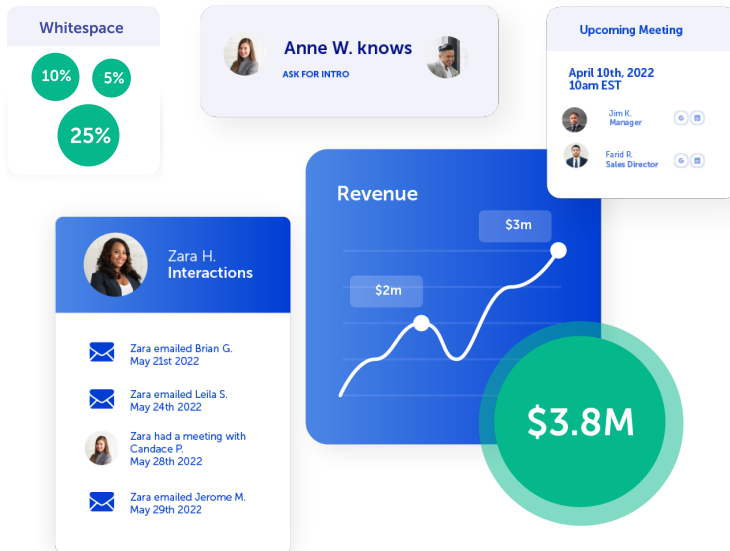 Whitespace
10%
5%
25%
Anne W. knows
ASK FOR INTRO
Upcoming Meeting
April 10th, 2022
10am EST
Jim K.
Manager
G
Farid R.
Sales Director
G
Revenue
$3m
$2m
$3.8M
Zara H.
Interactions
Zara emailed Brian G.
May 21st 2022
Zara emailed Leila S.
May 24th 2022
Zara had a meeting with
Candace P.
May 28th 2022
Zara emailed Jerome M.
May 29th 2022